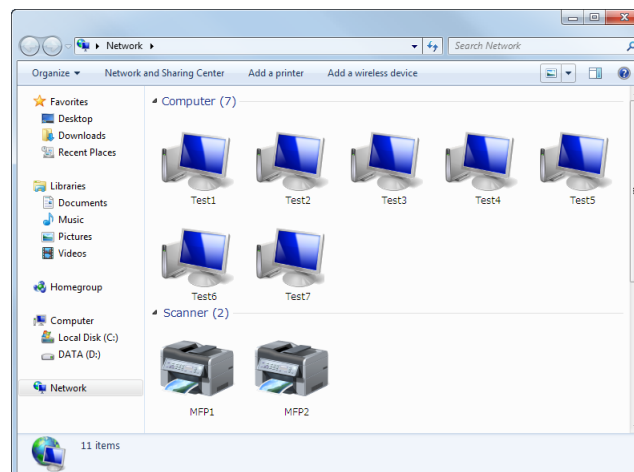 Network
Search Network
Organize
Network and Sharing Center
Add a printer
Add a wireless device
Favorites
Desktop
Downloads
Recent Places
Libraries
Documents
Music
Pictures
Videos
Homegroup
Computer
Local Disk (C:)
DATA (D:)
Network
Computer (7)
Test1
Test2
Test3
Test4
Test5
Test6
Test7
Scanner (2)
MFP1
MFP2
11 items